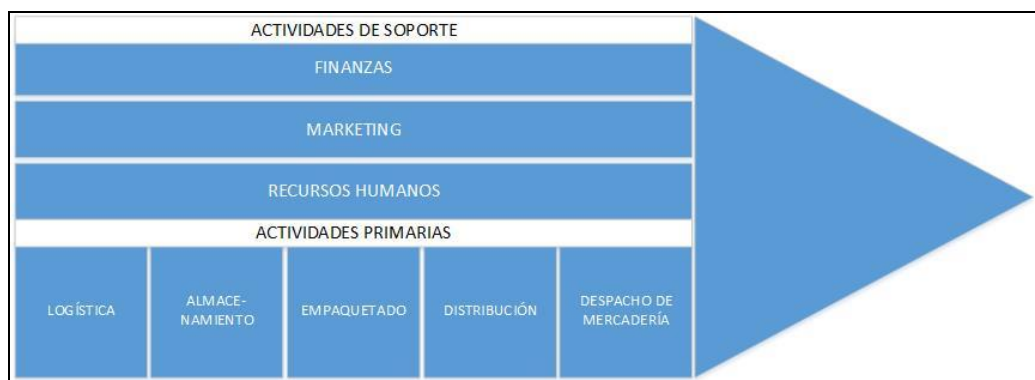 ACTIVIDADES DE SOPORTE
FINANZAS
MARKETING
RECURSOS HUMANOS
ACTIVIDADES PRIMARIAS
LOGÍSTICA
ALMACE-
NAMIENTO
EMPAQUETADO
DISTRIBUCIÓN
DESPACHO DE
MERCADERÍA